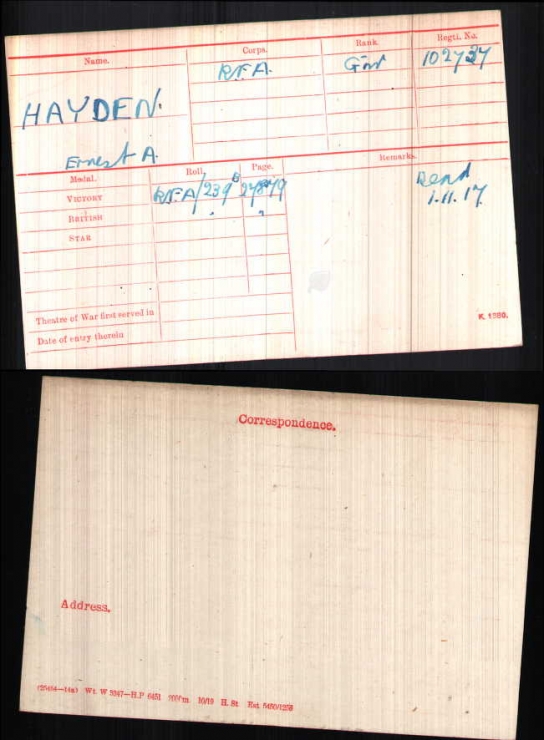 Name. Corps. Rank. Regtl. No.
HAYDEN. R.F.A. Gnr
Ernest A.
Medal. Roll Page. Remarks.
VICTORY R.F.A/239 B Dead
BRITISH " " 1.11.17.
STAR
Theatre of War first served in
Date of entry therein
K. 1380.
Correspondence.
Address.